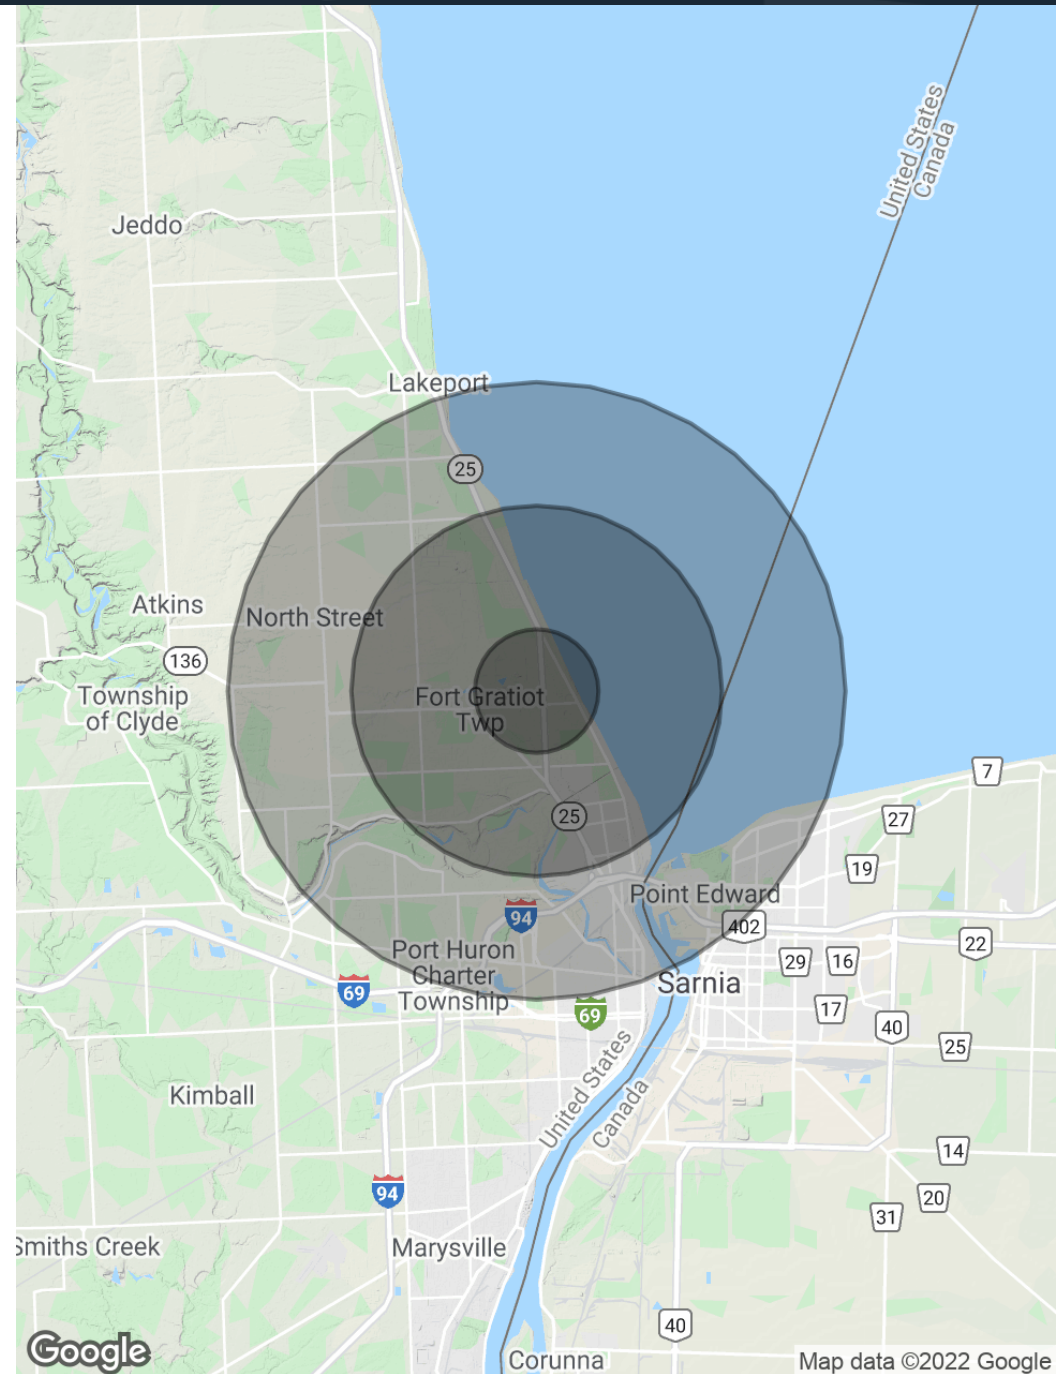 United States
Canada
Jeddo
Lakeport
25
Atkins
North Street
136
Township
of Clyde
Fort Gratiot
Twp
7
25
27
19
Point Edward
94
402
22
Port Huron
Charter
Township
29
16
69
Sarnia
17
69
40
25
United States
Canada
Kimball
14
94
20
31
Smiths Creek
Marysville
40
Google
Corunna
Map data ©2022 Google